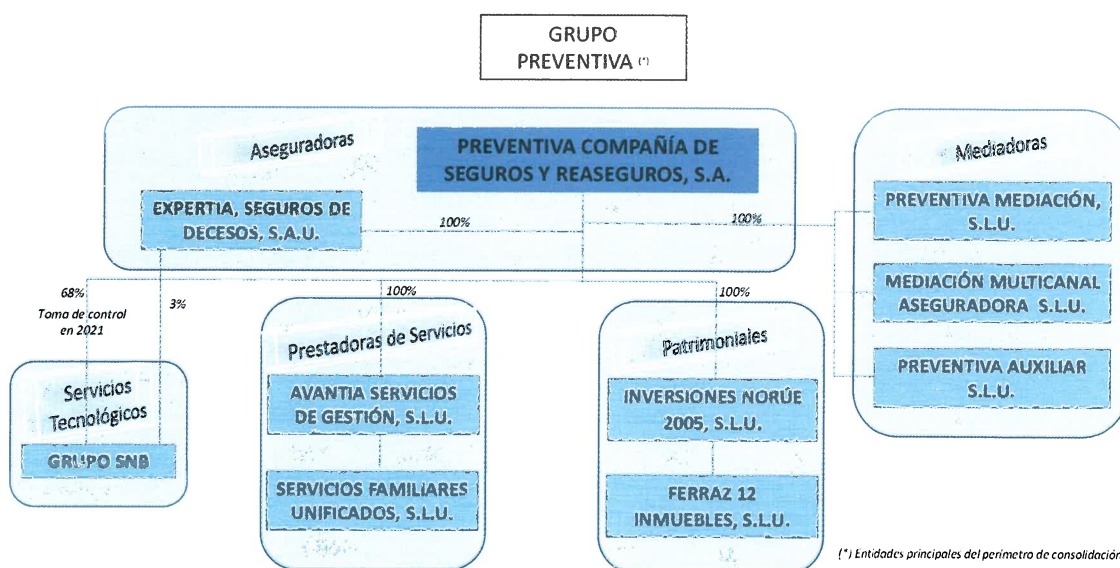 GRUPO
PREVENTIVA (*)
Aseguradoras
PREVENTIVA COMPAÑÍA DE
SEGUROS Y REASEGUROS, S.A.
EXPERTIA, SEGUROS DE
DECESOS, S.A.U.
100%
100%
Mediadoras
PREVENTIVA MEDIACIÓN,
S.L.U.
MEDIACIÓN MULTICANAL
ASEGURADORA S.L.U.
PREVENTIVA AUXILIAR
S.L.U.
68%
Toma de control
en 2021
3%
100%
100%
Servicios
Tecnológicos
GRUPO SNB
Prestadoras de Servicios
AVANTIA SERVICIOS
DE GESTIÓN, S.L.U.
SERVICIOS FAMILIARES
UNIFICADOS, S.L.U.
Patrimoniales
INVERSIONES NORÚE
2005, S.L.U.
FERRAZ 12
INMUEBLES, S.L.U.
(*) Entidades principales del perímetro de consolidación